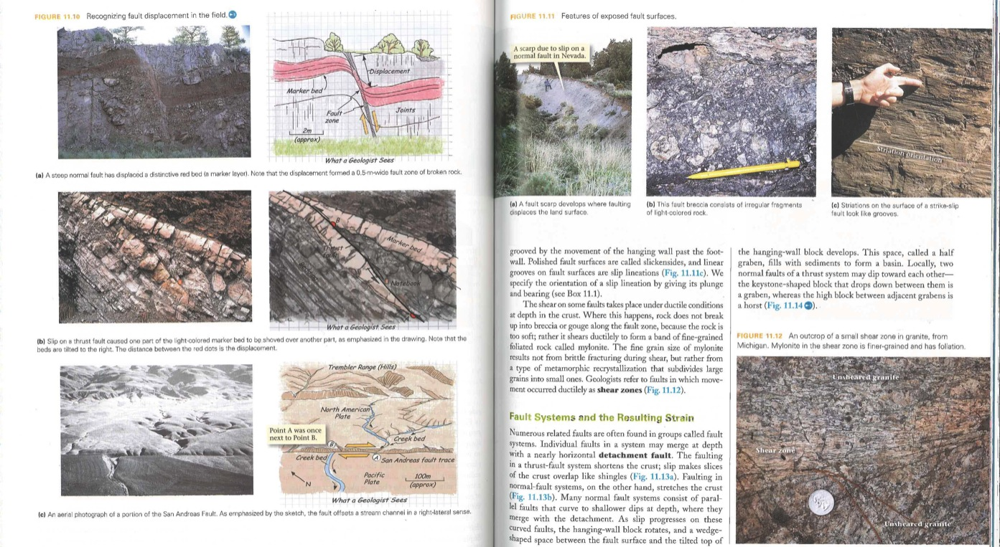 FIGURE 11.10 Recognizing fault displacement in the field.
Displacement
Marker bed
Fault
zone
Joints
2m
(approx)
What a Geologist Sees
(a) A steep normal fault has displaced a distinctive red bed (a marker layer). Note that the displacement formed a 0.5-m-wide fault zone of broken rock.
Marker bed
Thrust
fault
Notebook
What a Geologist Sees
(b) Slip on a thrust fault caused one part of the light-colored marker bed to be shoved over another part, as emphasized in the drawing. Note that the
beds are tilted to the right. The distance between the red dots is the displacement.
Trembler Range (Hills)
North American
Plate
Point A was once
next to Point B.
Creek bed
B
Creek bed
A
San Andreas fault trace
Pacific
Plate
100m
(approx)
N
What a Geologist Sees
(c) An aerial photograph of a portion of the San Andreas Fault. As emphasized by the sketch, the fault offsets a stream channel in a right-lateral sense.
FIGURE 11.11 Features of exposed fault surfaces.
A scarp due to slip on a
normal fault in Nevada.
Striation orientation
(a) A fault scarp develops where faulting
displaces the land surface.
(b) This fault breccia consists of irregular fragments
of light-colored rock.
(c) Striations on the surface of a strike-slip
fault look like grooves.
grooved by the movement of the hanging wall past the foot-
wall. Polished fault surfaces are called slickensides, and linear
grooves on fault surfaces are slip lineations (Fig. 11.11c). We
specify the orientation of a slip lineation by giving its plunge
and bearing (see Box 11.1).
The shear on some faults takes place under ductile conditions
at depth in the crust. Where this happens, rock does not break
up into breccia or gouge along the fault zone, because the rock is
too soft; rather it shears ductilely to form a band of fine-grained
foliated rock called mylonite. The fine grain size of mylonite
results not from brittle fracturing during shear, but rather from
a type of metamorphic recrystallization that subdivides large
grains into small ones. Geologists refer to faults in which move-
ment occurred ductilely as shear zones (Fig. 11.12).
Fault Systems and the Resulting Strain
Numerous related faults are often found in groups called fault
systems. Individual faults in a system may merge at depth
with a nearly horizontal detachment fault. The faulting
in a thrust-fault system shortens the crust; slip makes slices
of the crust overlap like shingles (Fig. 11.13a). Faulting in
normal-fault systems, on the other hand, stretches the crust
(Fig. 11.13b). Many normal fault systems consist of paral-
lel faults that curve to shallower dips at depth, where they
merge with the detachment. As slip progresses on these
curved faults, the hanging-wall block rotates, and a wedge-
shaped space between the fault surface and the tilted top of
the hanging-wall block develops. This space, called a half
graben, fills with sediments to form a basin. Locally, two
normal faults of a thrust system may dip toward each other—
the keystone-shaped block that drops down between them is
a graben, whereas the high block between adjacent grabens is
a horst (Fig. 11.14).
FIGURE 11.12 An outcrop of a small shear zone in granite, from
Michigan. Mylonite in the shear zone is finer-grained and has foliation.
Unsheared granite
Shear zone
Unsheared granite